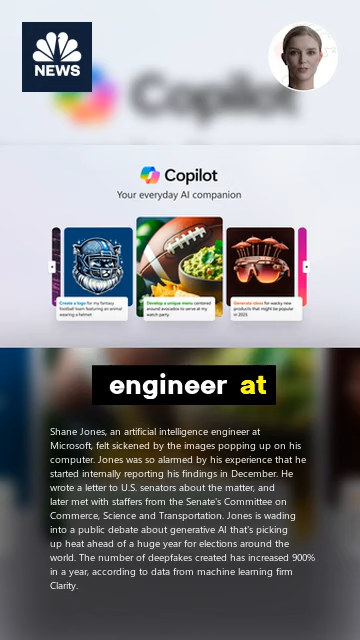 NEWS
Copilot
Copilot
Your everyday AI companion
Create a logo for my fantasy
football team featuring an animal
wearing a helmet
Develop a unique menu centered
around avocados to serve at my
watch party
Generate ideas for wacky new
products that might be popular
in 2025
engineer at
Shane Jones, an artificial intelligence engineer at
Microsoft, felt sickened by the images popping up on his
computer. Jones was so alarmed by his experience that he
started internally reporting his findings in December. He
wrote a letter to U.S. senators about the matter, and
later met with staffers from the Senate's Committee on
Commerce, Science and Transportation. Jones is wading
into a public debate about generative AI that's picking
up heat ahead of a huge year for elections around the
world. The number of deepfakes created has increased 900%
in a year, according to data from machine learning firm
Clarity.